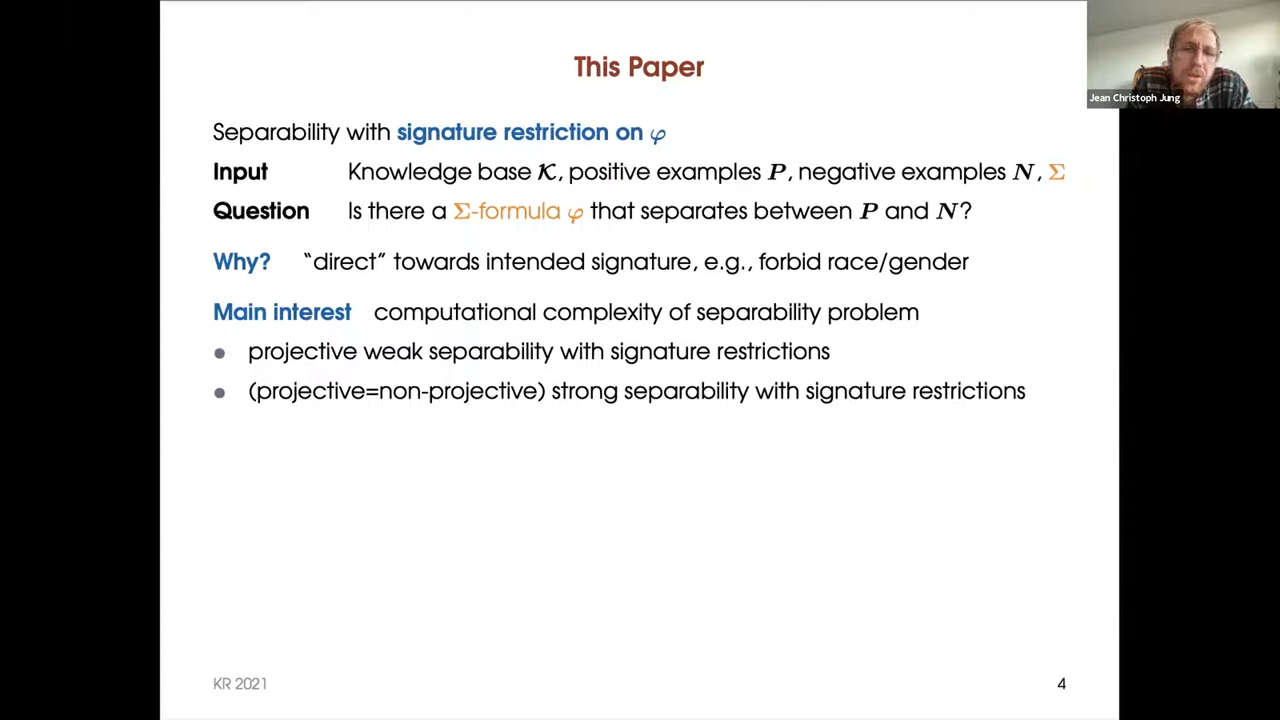 This Paper
Jean Christoph Jung
Separability with signature restriction on φ
Input Knowledge base 𝒦, positive examples P, negative examples N, Σ
Question Is there a Σ-formula φ that separates between P and N?
Why? “direct” towards intended signature, e.g., forbid race/gender
Main interest computational complexity of separability problem
• projective weak separability with signature restrictions
• (projective=non-projective) strong separability with signature restrictions
KR 2021 4